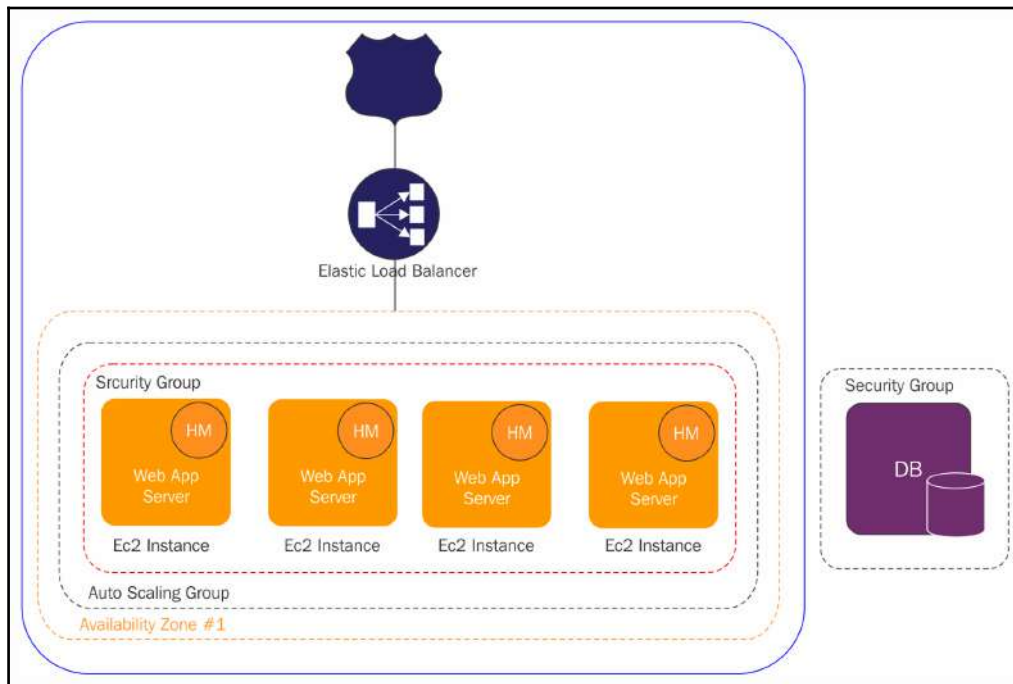 Elastic Load Balancer
Srcurity Group
HM
HM
HM
HM
Web App
Server
Web App
Server
Web App
Server
Web App
Server
Ec2 Instance
Ec2 Instance
Ec2 Instance
Ec2 Instance
Auto Scaling Group
Availability Zone #1
Security Group
DB